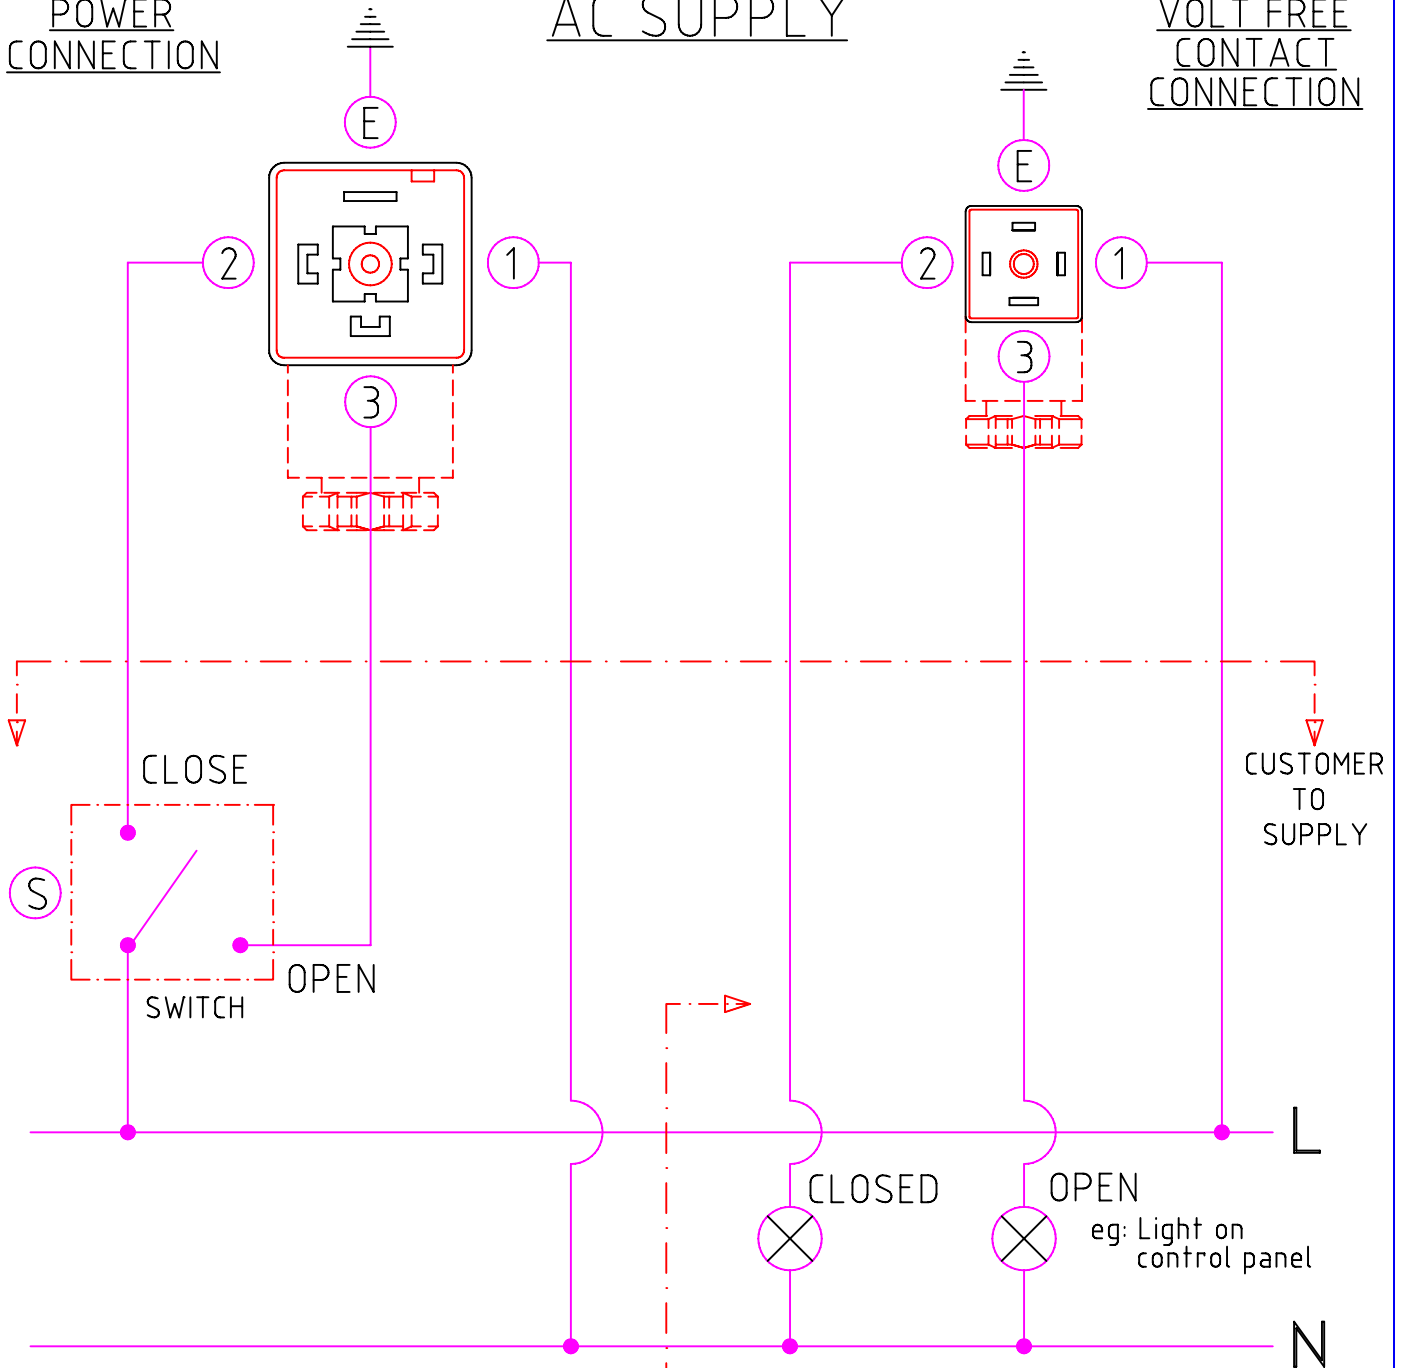 POWER
CONNECTION
AC SUPPLY
VOLT FREE
CONTACT
CONNECTION
E
E
2
1
2
1
3
3
CLOSE
CUSTOMER
TO
SUPPLY
S
OPEN
SWITCH
L
CLOSED
OPEN
eg: Light on
control panel
N